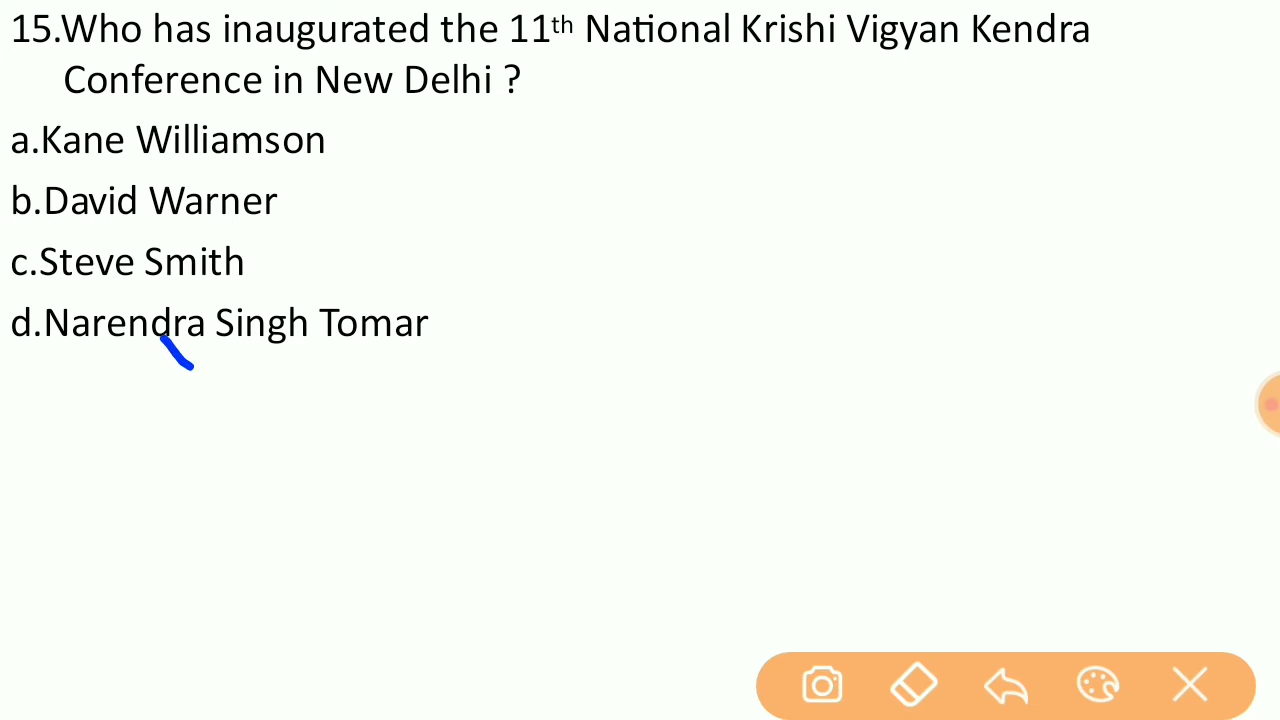 15.Who has inaugurated the 11th National Krishi Vigyan Kendra
Conference in New Delhi ?
a.Kane Williamson
b.David Warner
c.Steve Smith
d.Narendra Singh Tomar